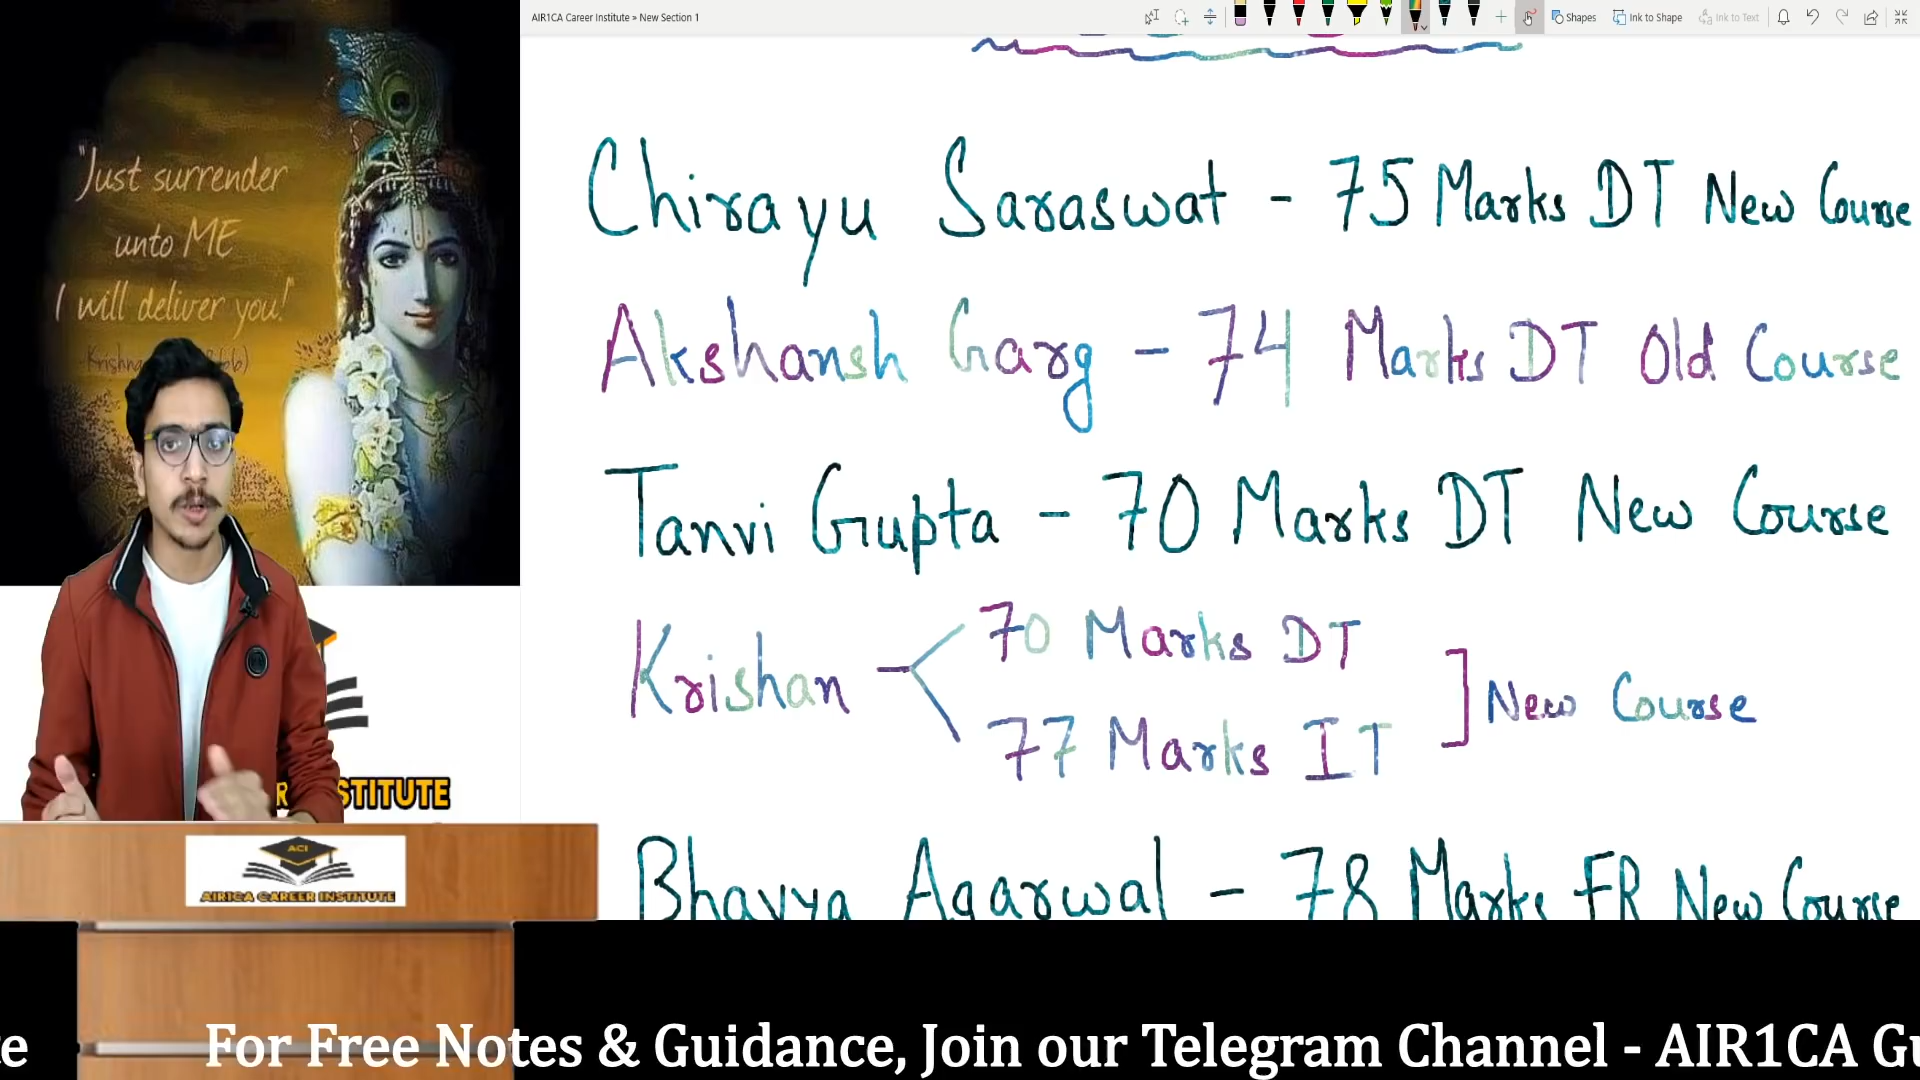 AIR1CA Career Institute » New Section 1
Shapes
Ink to Shape
Ink to Text
"Just surrender
unto ME
I will deliver you!"
Chirayu Saraswat - 75 Marks DT New Course
Akshansh Garg - 74 Marks DT Old Course
Tanvi Gupta - 70 Marks DT New Course
Krishan
70 Marks DT
77 Marks IT
New Course
Bhavya Agarwal - 78 Marks FR New Course
STITUTE
ACI
AIR1CA CAREER INSTITUTE
For Free Notes & Guidance, Join our Telegram Channel - AIR1CA Gu